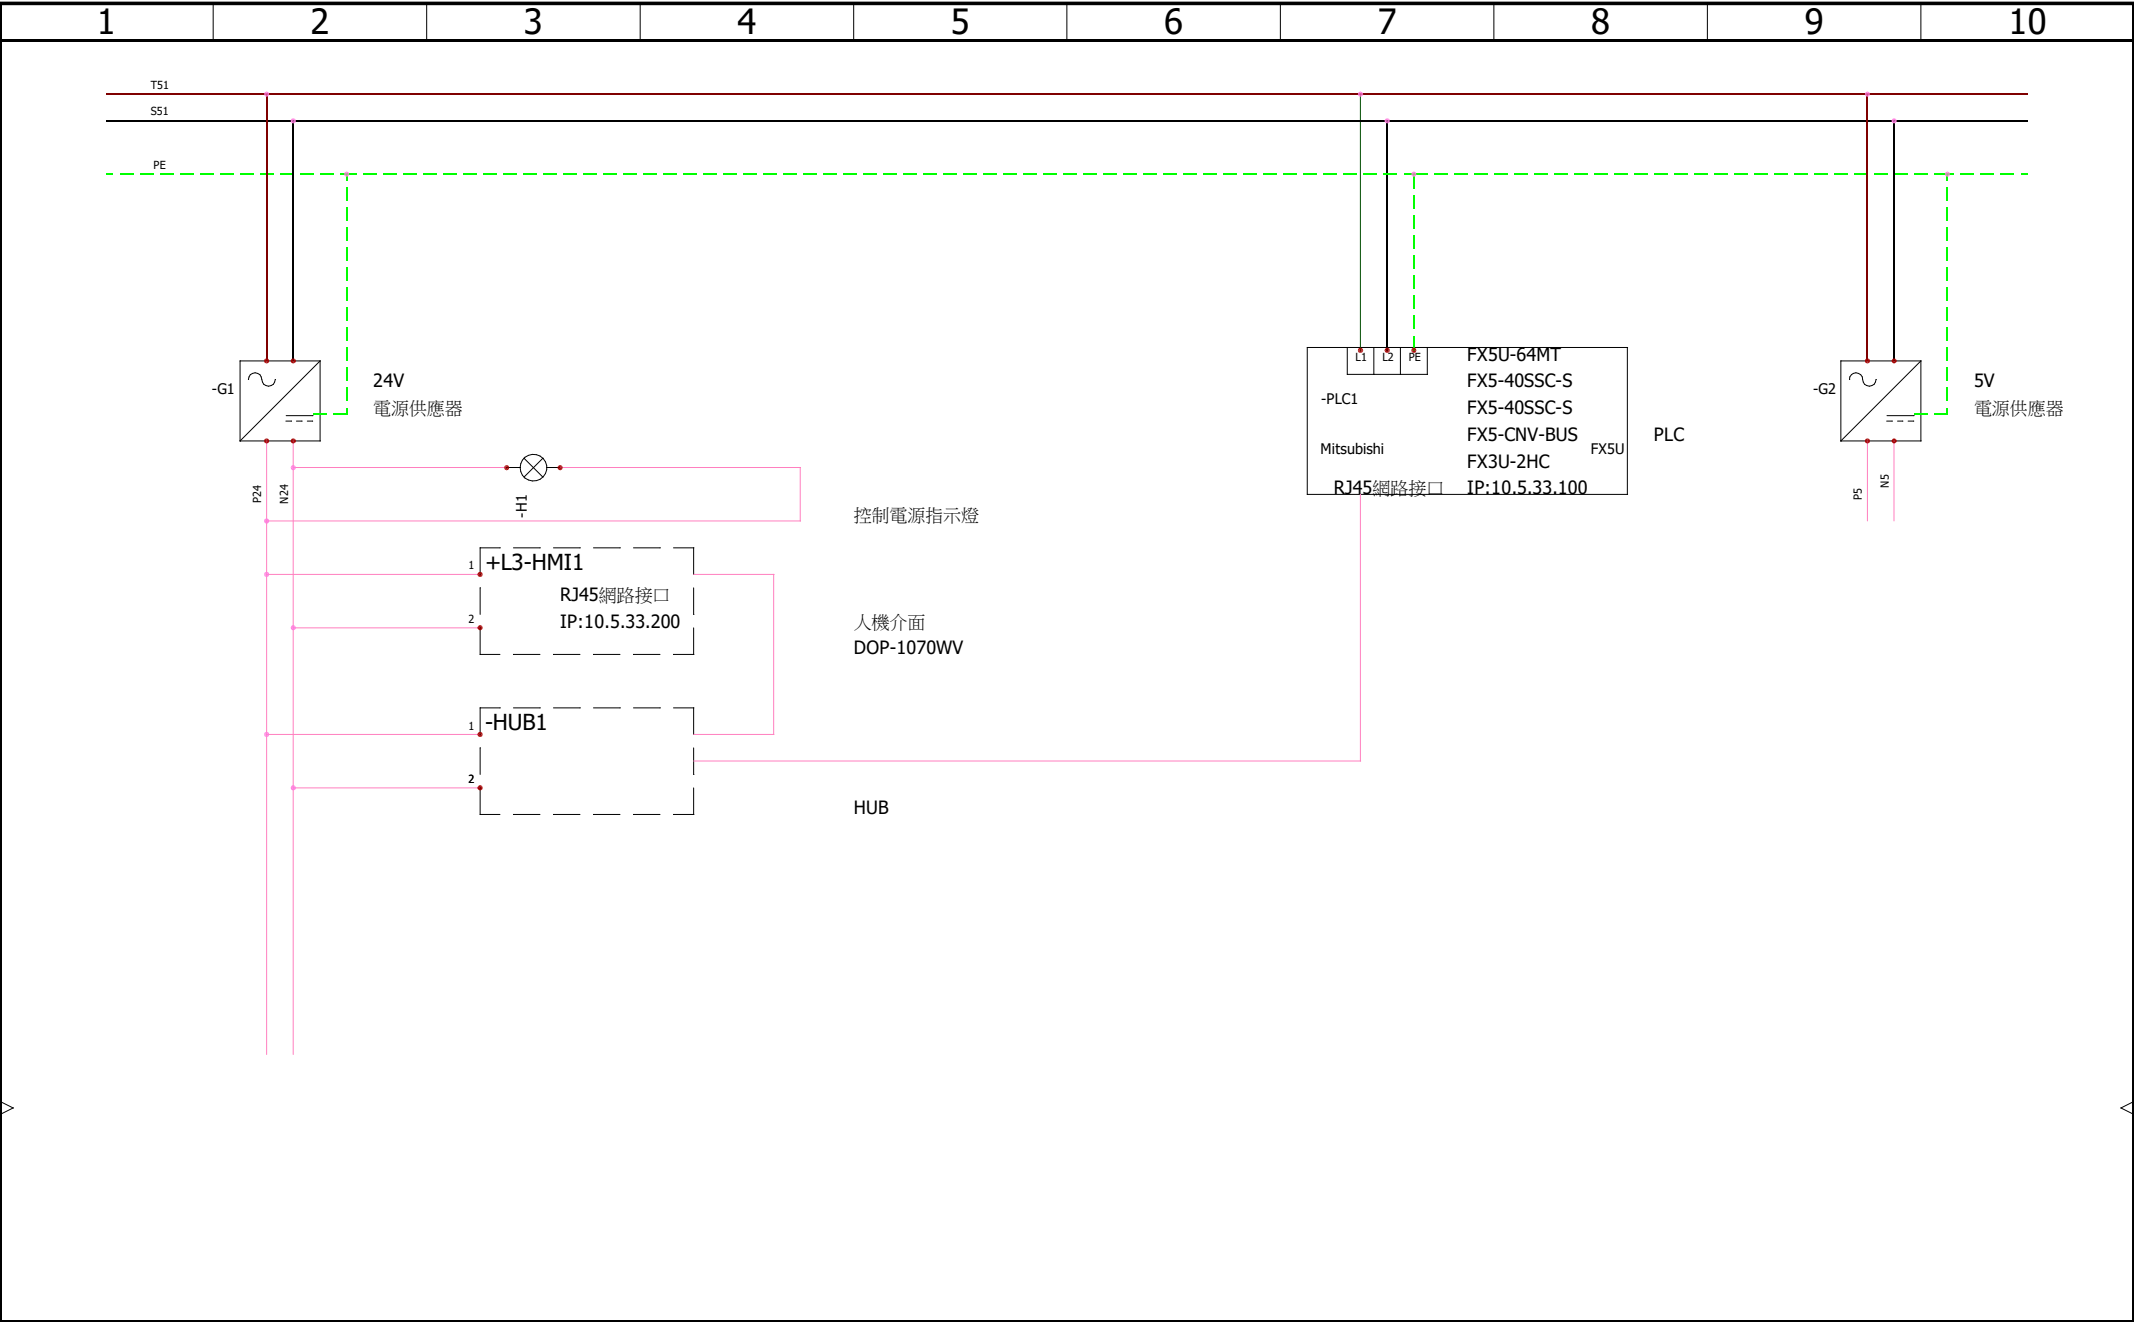 1 2 3 4 5 6 7 8 9 10
T51
S51
PE
-G1
24V
電源供應器
P24
N24
-H1
控制電源指示燈
1
+L3-HMI1
RJ45網路接口
2
IP:10.5.33.200
人機介面
DOP-1070WV
1
-HUB1
2
HUB
L1 L2 PE
-PLC1
Mitsubishi
RJ45網路接口
FX5U-64MT
FX5-40SSC-S
FX5-40SSC-S
FX5-CNV-BUS
FX3U-2HC
IP:10.5.33.100
FX5U
PLC
-G2
5V
電源供應器
P5
N5